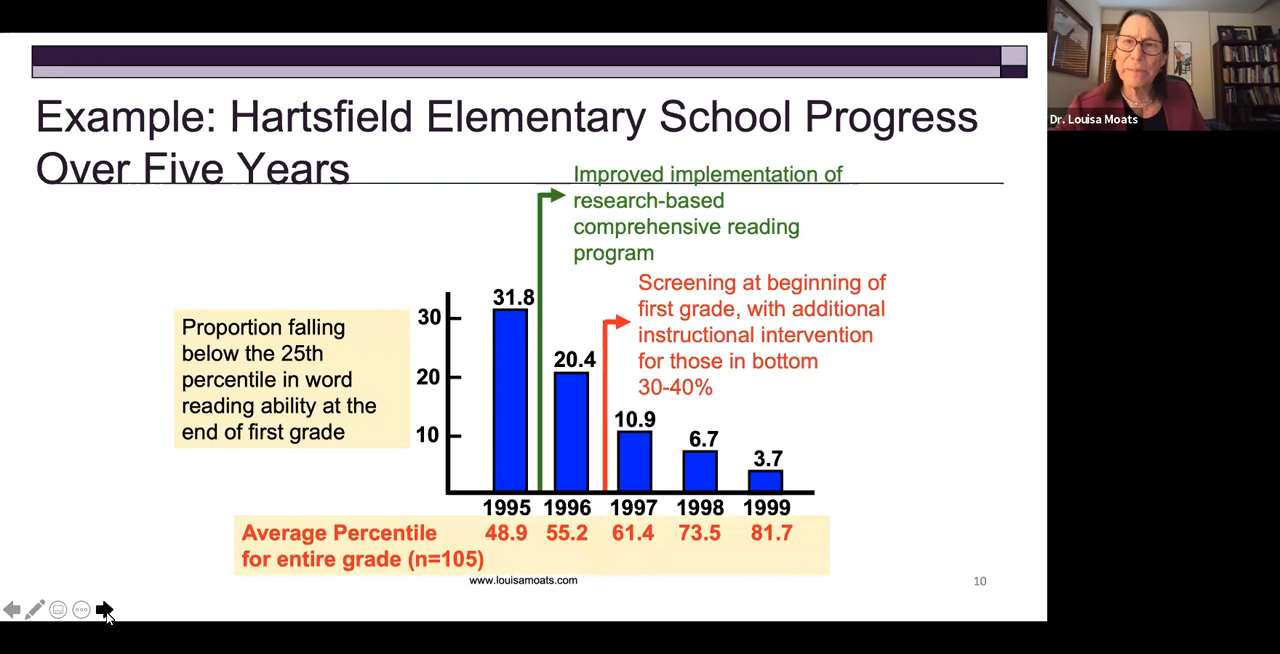 Example: Hartsfield Elementary School Progress
Over Five Years
Improved implementation of
research-based
comprehensive reading
program
Screening at beginning of
first grade, with additional
instructional intervention
for those in bottom
30-40%
Proportion falling
below the 25th
percentile in word
reading ability at the
end of first grade
30
20
10
31.8
20.4
10.9
6.7
3.7
1995 1996 1997 1998 1999
Average Percentile 48.9 55.2 61.4 73.5 81.7
for entire grade (n=105)
www.louisamoats.com
10
Dr. Louisa Moats